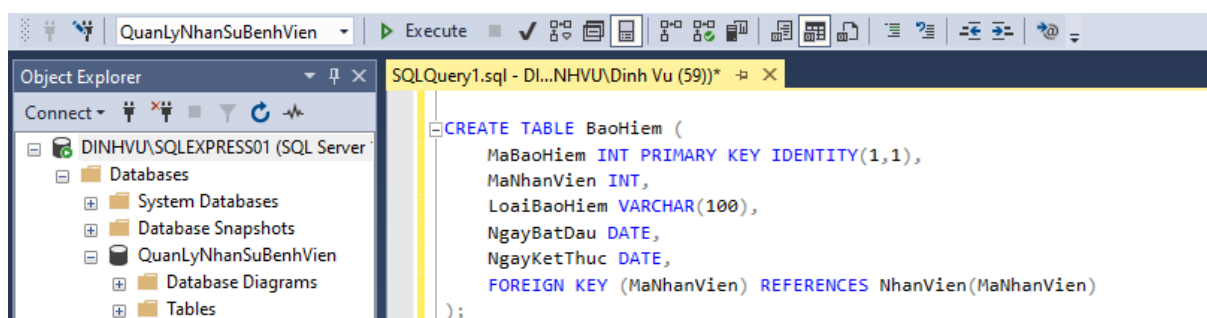 QuanLyNhanSuBenhVien
Execute
Object Explorer
SQLQuery1.sql - DI...NHVU\Dinh Vu (59))*
Connect
DINHVU\SQLEXPRESS01 (SQL Server
Databases
System Databases
Database Snapshots
QuanLyNhanSuBenhVien
Database Diagrams
Tables
CREATE TABLE BaoHiem (
MaBaoHiem INT PRIMARY KEY IDENTITY(1,1),
MaNhanVien INT,
LoaiBaoHiem VARCHAR(100),
NgayBatDau DATE,
NgayKetThuc DATE,
FOREIGN KEY (MaNhanVien) REFERENCES NhanVien(MaNhanVien)
);